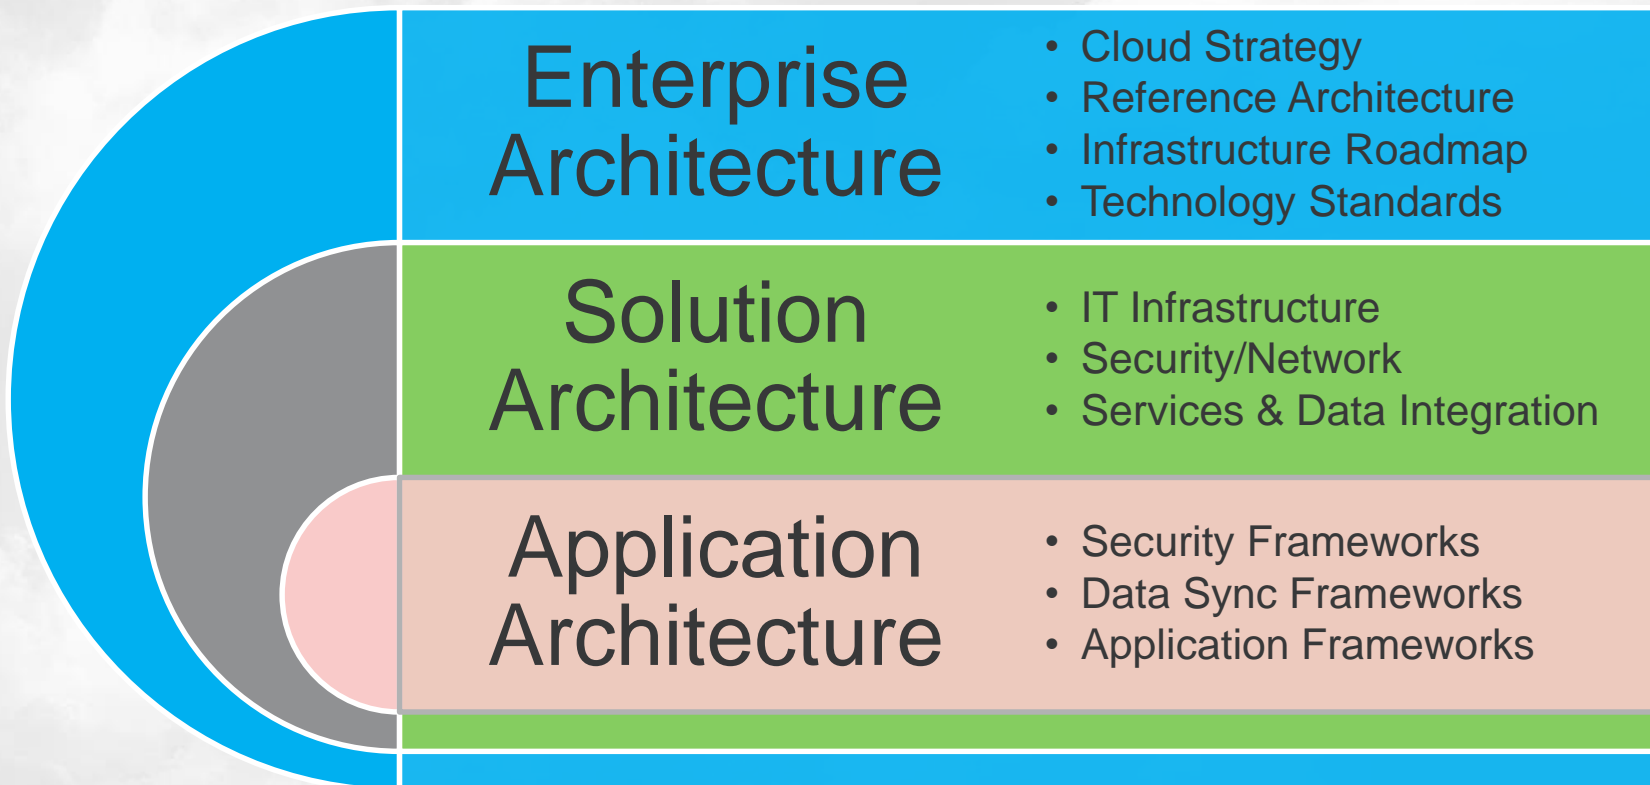 Enterprise
Architecture
• Cloud Strategy
• Reference Architecture
• Infrastructure Roadmap
• Technology Standards
Solution
Architecture
• IT Infrastructure
• Security/Network
• Services & Data Integration
Application
Architecture
• Security Frameworks
• Data Sync Frameworks
• Application Frameworks